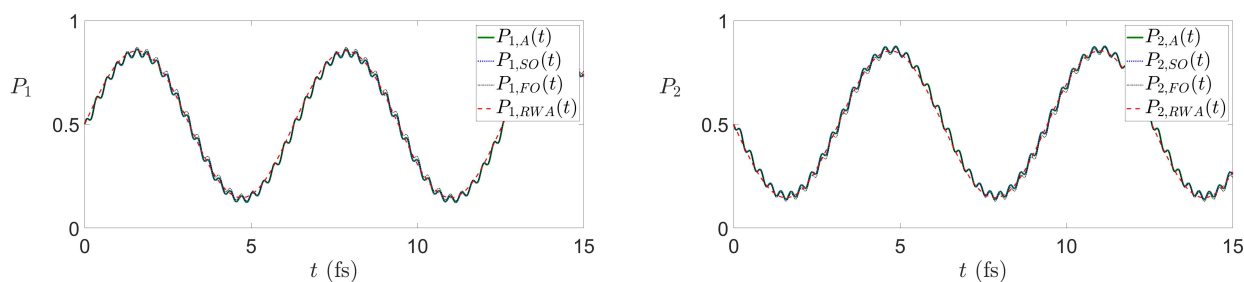 1
P₁,A(t)
P₁,SO(t)
P₁,FO(t)
P₁,RWA(t)
P₁
0.5
0
0 5 10 15
t (fs)
1
P₂,A(t)
P₂,SO(t)
P₂,FO(t)
P₂,RWA(t)
P₂
0.5
0
0 5 10 15
t (fs)